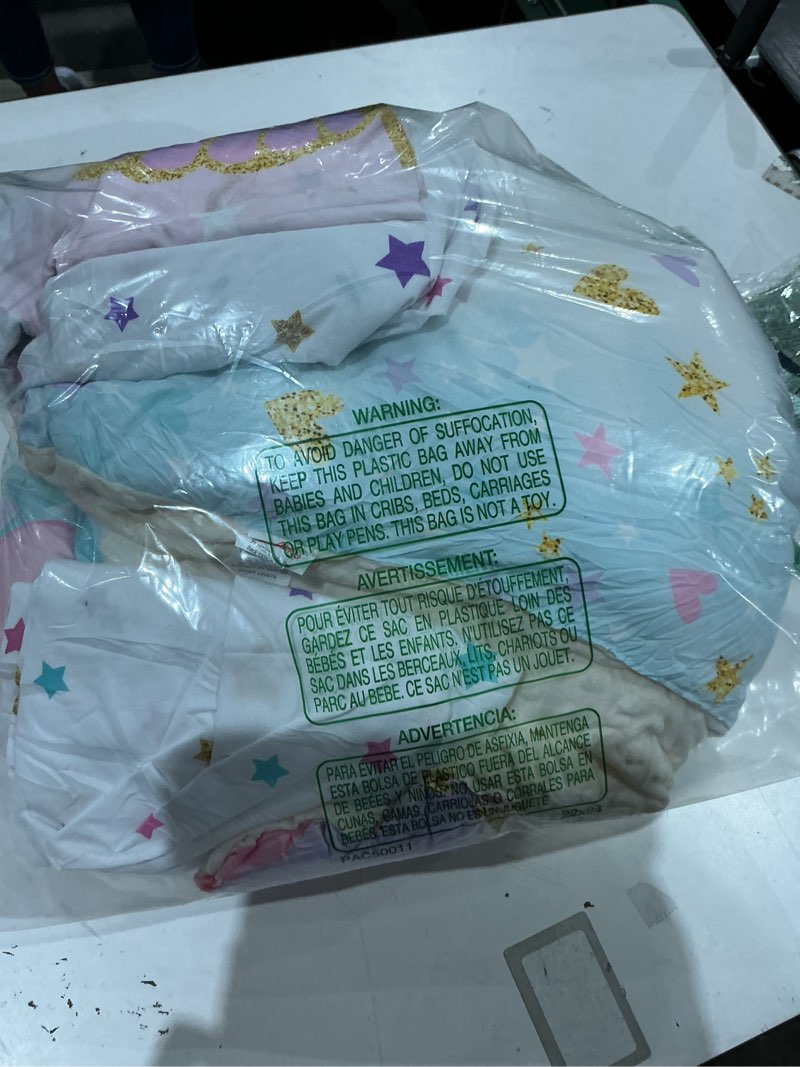 WARNING:
TO AVOID DANGER OF SUFFOCATION,
KEEP THIS PLASTIC BAG AWAY FROM
BABIES AND CHILDREN, DO NOT USE
THIS BAG IN CRIBS, BEDS, CARRIAGES
OR PLAY PENS. THIS BAG IS NOT A TOY.
AVERTISSEMENT:
POUR ÉVITER TOUT RISQUE D'ÉTOUFFEMENT,
GARDEZ CE SAC EN PLASTIQUE LOIN DES
BÉBÉS ET LES ENFANTS, N'UTILISEZ PAS CE
SAC DANS LES BERCEAUX, LITS, CHARIOTS OU
PARC AU BEBE. CE SAC N'EST PAS UN JOUET.
ADVERTENCIA:
PARA EVITAR EL PELIGRO DE ASFIXIA, MANTENGA
ESTA BOLSA DE PLASTICO FUERA DEL ALCANCE
DE BEBES Y NIÑOS. NO USAR ESTA BOLSA EN
CUNAS, CAMAS, CARRIOLAS O CORRALES PARA
BEBES. ESTA BOLSA NO ES UN JUGUETE
22x24
PAC50011